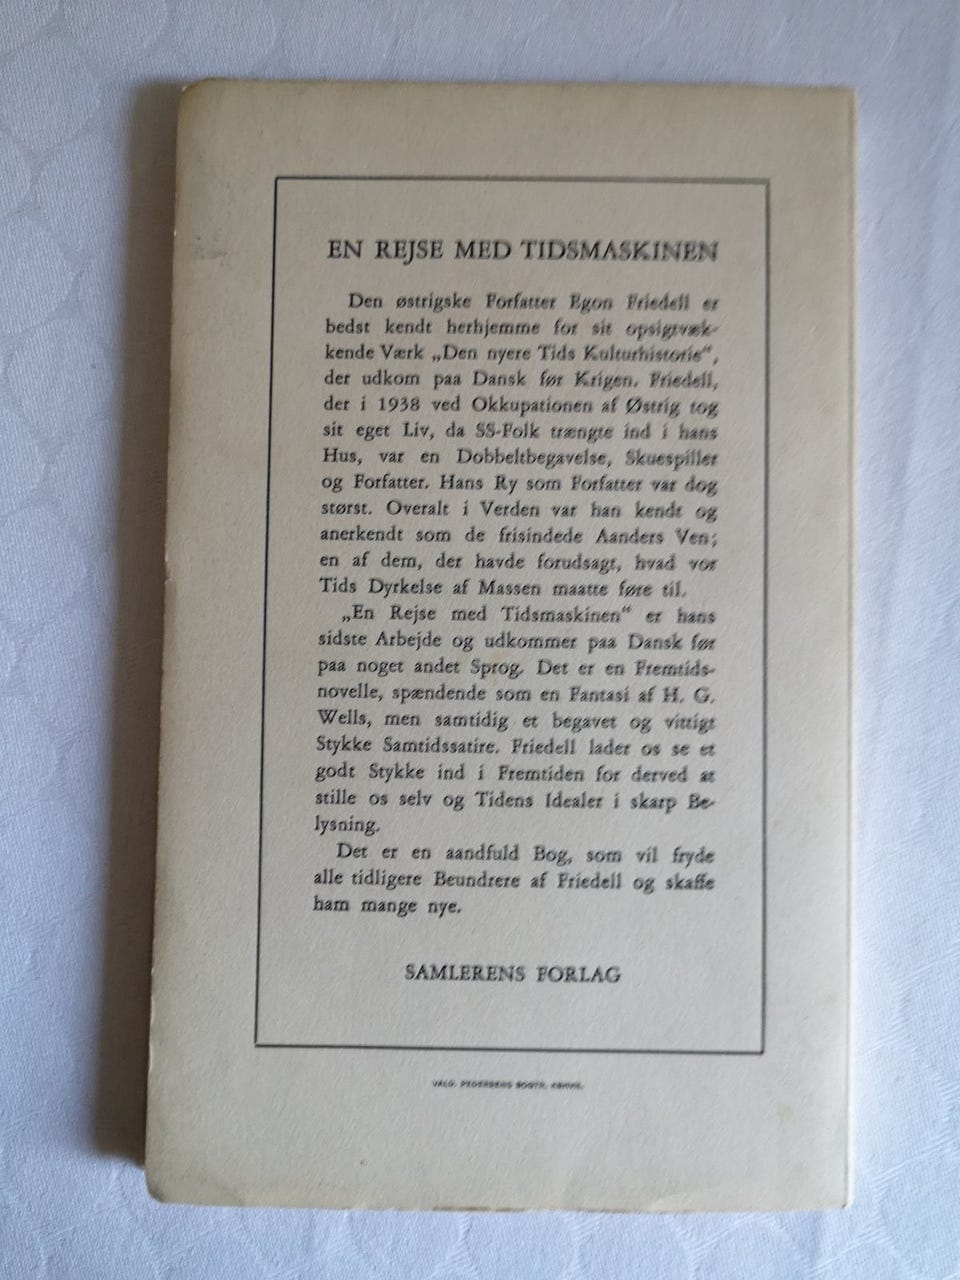 EN REJSE MED TIDSMASKINEN
Den østrigske Forfatter Egon Friedell er
bedst kendt herhjemme for sit opsigtvæk-
kende Værk „Den nyere Tids Kulturhistorie“,
der udkom paa Dansk før Krigen. Friedell,
der i 1938 ved Okkupationen af Østrig tog
sit eget Liv, da SS-Folk trængte ind i hans
Hus, var en Dobbeltbegavelse, Skuespiller
og Forfatter. Hans Ry som Forfatter var dog
størst. Overalt i Verden var han kendt og
anerkendt som de frisindede Aanders Ven;
en af dem, der havde forudsagt, hvad vor
Tids Dyrkelse af Massen maatte føre til.
„En Rejse med Tidsmaskinen“ er hans
sidste Arbejde og udkommer paa Dansk før
paa noget andet Sprog. Det er en Fremtids-
novelle, spændende som en Fantasi af H. G.
Wells, men samtidig et begavet og vittigt
Stykke Samtidssatire. Friedell lader os se et
godt Stykke ind i Fremtiden for derved at
stille os selv og Tidens Idealer i skarp Be-
lysning.
Det er en aandfuld Bog, som vil fryde
alle tidligere Beundrere af Friedell og skaffe
ham mange nye.
SAMLERENS FORLAG
VALD. PEDERSENS BOGTR. KBHVN.